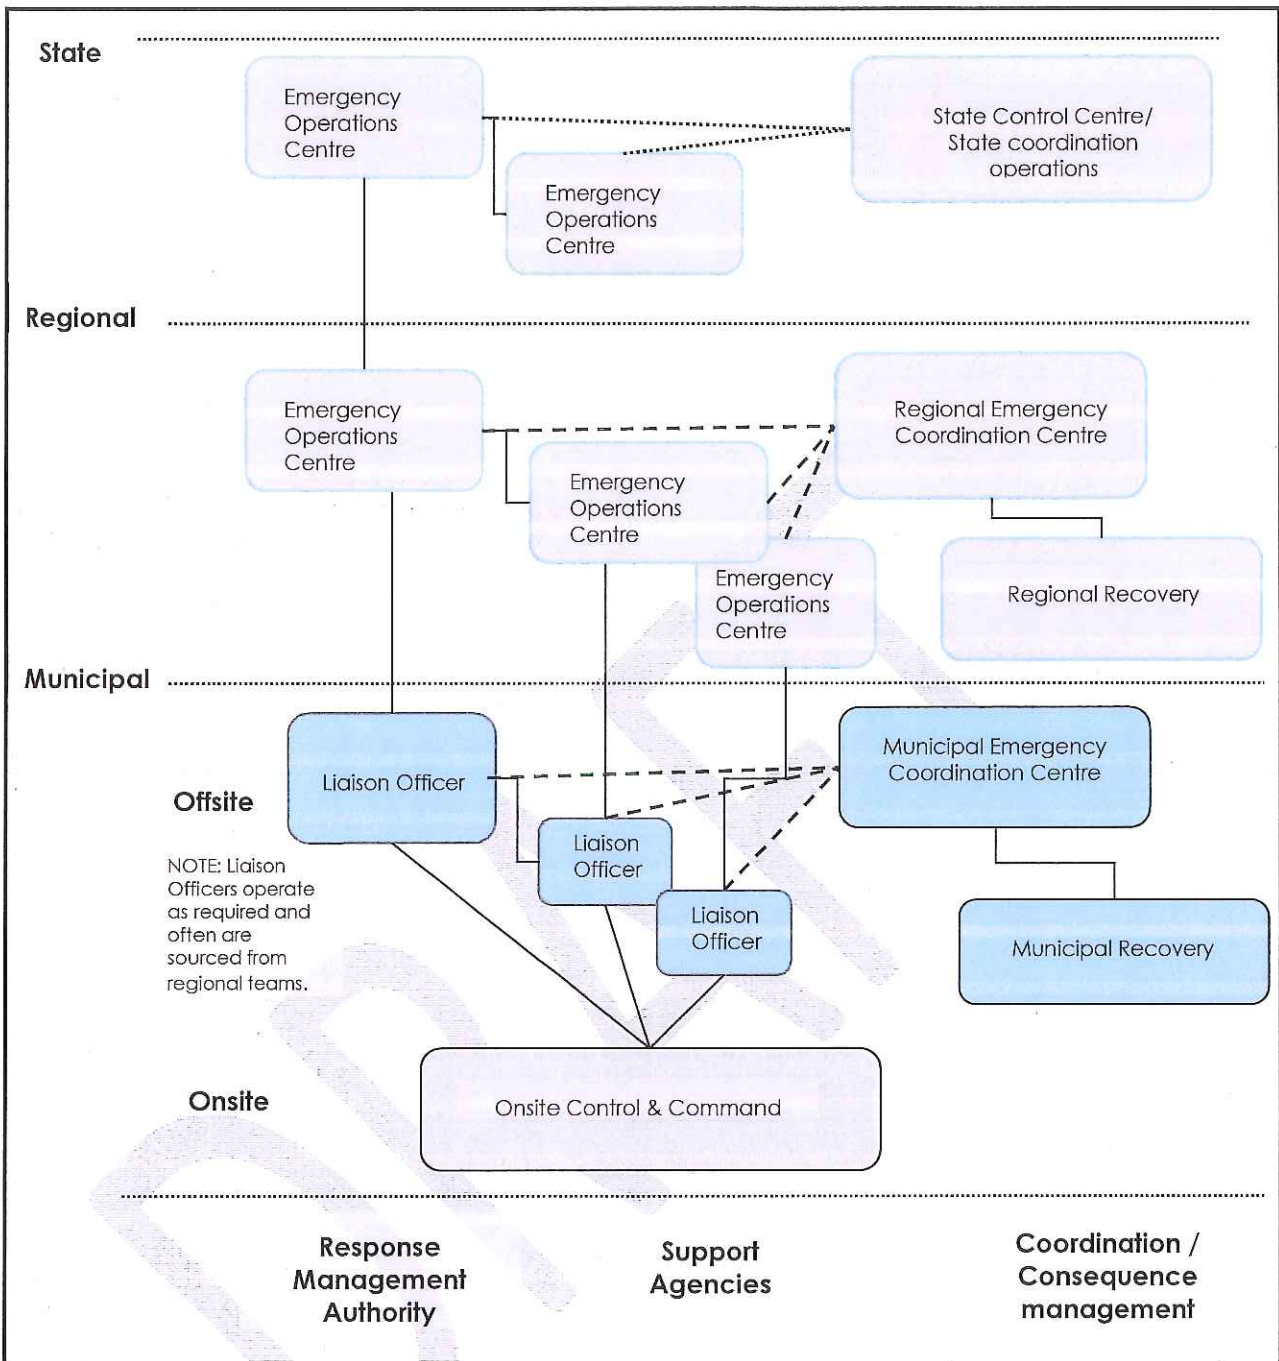 State
Emergency
Operations
Centre
State Control Centre/
State coordination
operations
Emergency
Operations
Centre
Regional
Emergency
Operations
Centre
Regional Emergency
Coordination Centre
Emergency
Operations
Centre
Emergency
Operations
Centre
Regional Recovery
Municipal
Liaison Officer
Municipal Emergency
Coordination Centre
Offsite
Liaison
Officer
NOTE: Liaison
Officers operate
as required and
often are
sourced from
regional teams.
Liaison
Officer
Municipal Recovery
Onsite
Onsite Control & Command
Response
Management
Authority
Support
Agencies
Coordination /
Consequence
management
DRAFT